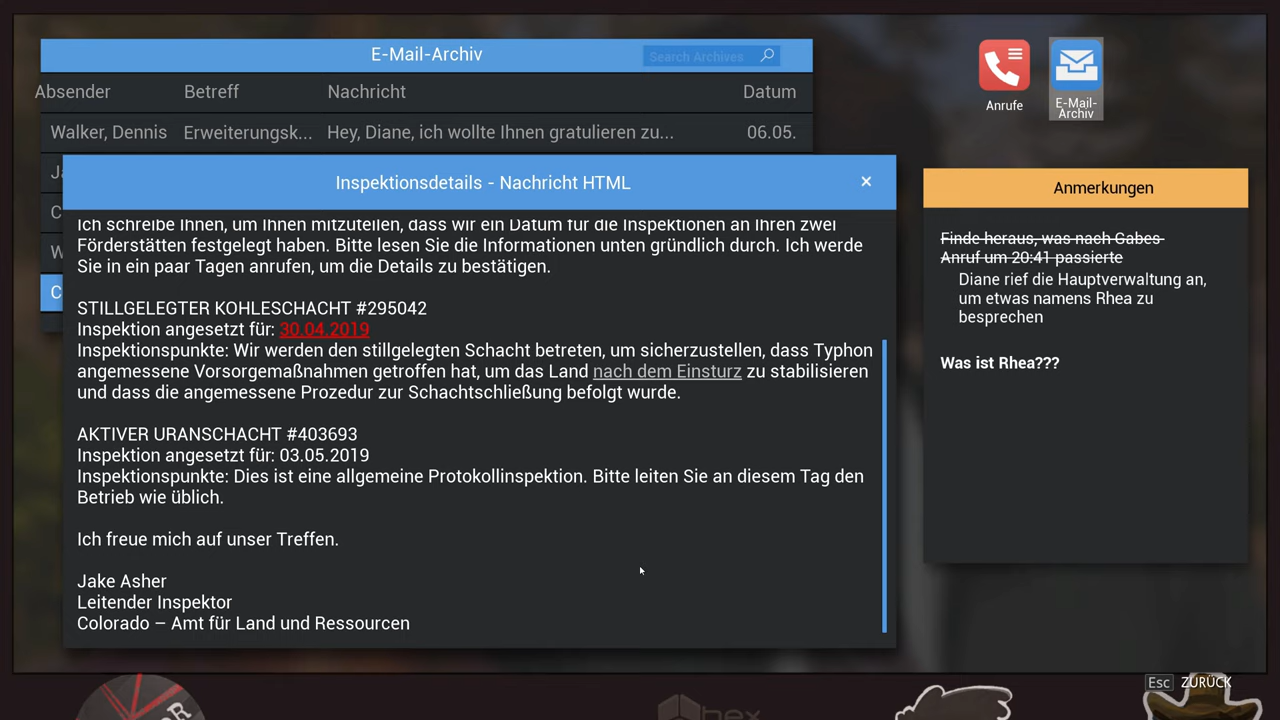 E-Mail-Archiv
Search Archives
Absender Betreff Nachricht Datum
Walker, Dennis Erweiterungsk... Hey, Diane, ich wollte Ihnen gratulieren zu... 06.05.
Inspektionsdetails - Nachricht HTML
Ich schreibe Ihnen, um Ihnen mitzuteilen, dass wir ein Datum für die Inspektionen an Ihren zwei
Förderstätten festgelegt haben. Bitte lesen Sie die Informationen unten gründlich durch. Ich werde
Sie in ein paar Tagen anrufen, um die Details zu bestätigen.
STILLGELEGTER KOHLESCHACHT #295042
Inspektion angesetzt für: 30.04.2019
Inspektionspunkte: Wir werden den stillgelegten Schacht betreten, um sicherzustellen, dass Typhon
angemessene Vorsorgemaßnahmen getroffen hat, um das Land nach dem Einsturz zu stabilisieren
und dass die angemessene Prozedur zur Schachtschließung befolgt wurde.
AKTIVER URANSCHACHT #403693
Inspektion angesetzt für: 03.05.2019
Inspektionspunkte: Dies ist eine allgemeine Protokollinspektion. Bitte leiten Sie an diesem Tag den
Betrieb wie üblich.
Ich freue mich auf unser Treffen.
Jake Asher
Leitender Inspektor
Colorado – Amt für Land und Ressourcen
Anrufe
E-Mail-
Archiv
Anmerkungen
Finde heraus, was nach Gabes
Anruf um 20:41 passierte
Diane rief die Hauptverwaltung an,
um etwas namens Rhea zu
besprechen
Was ist Rhea???
Esc ZURÜCK